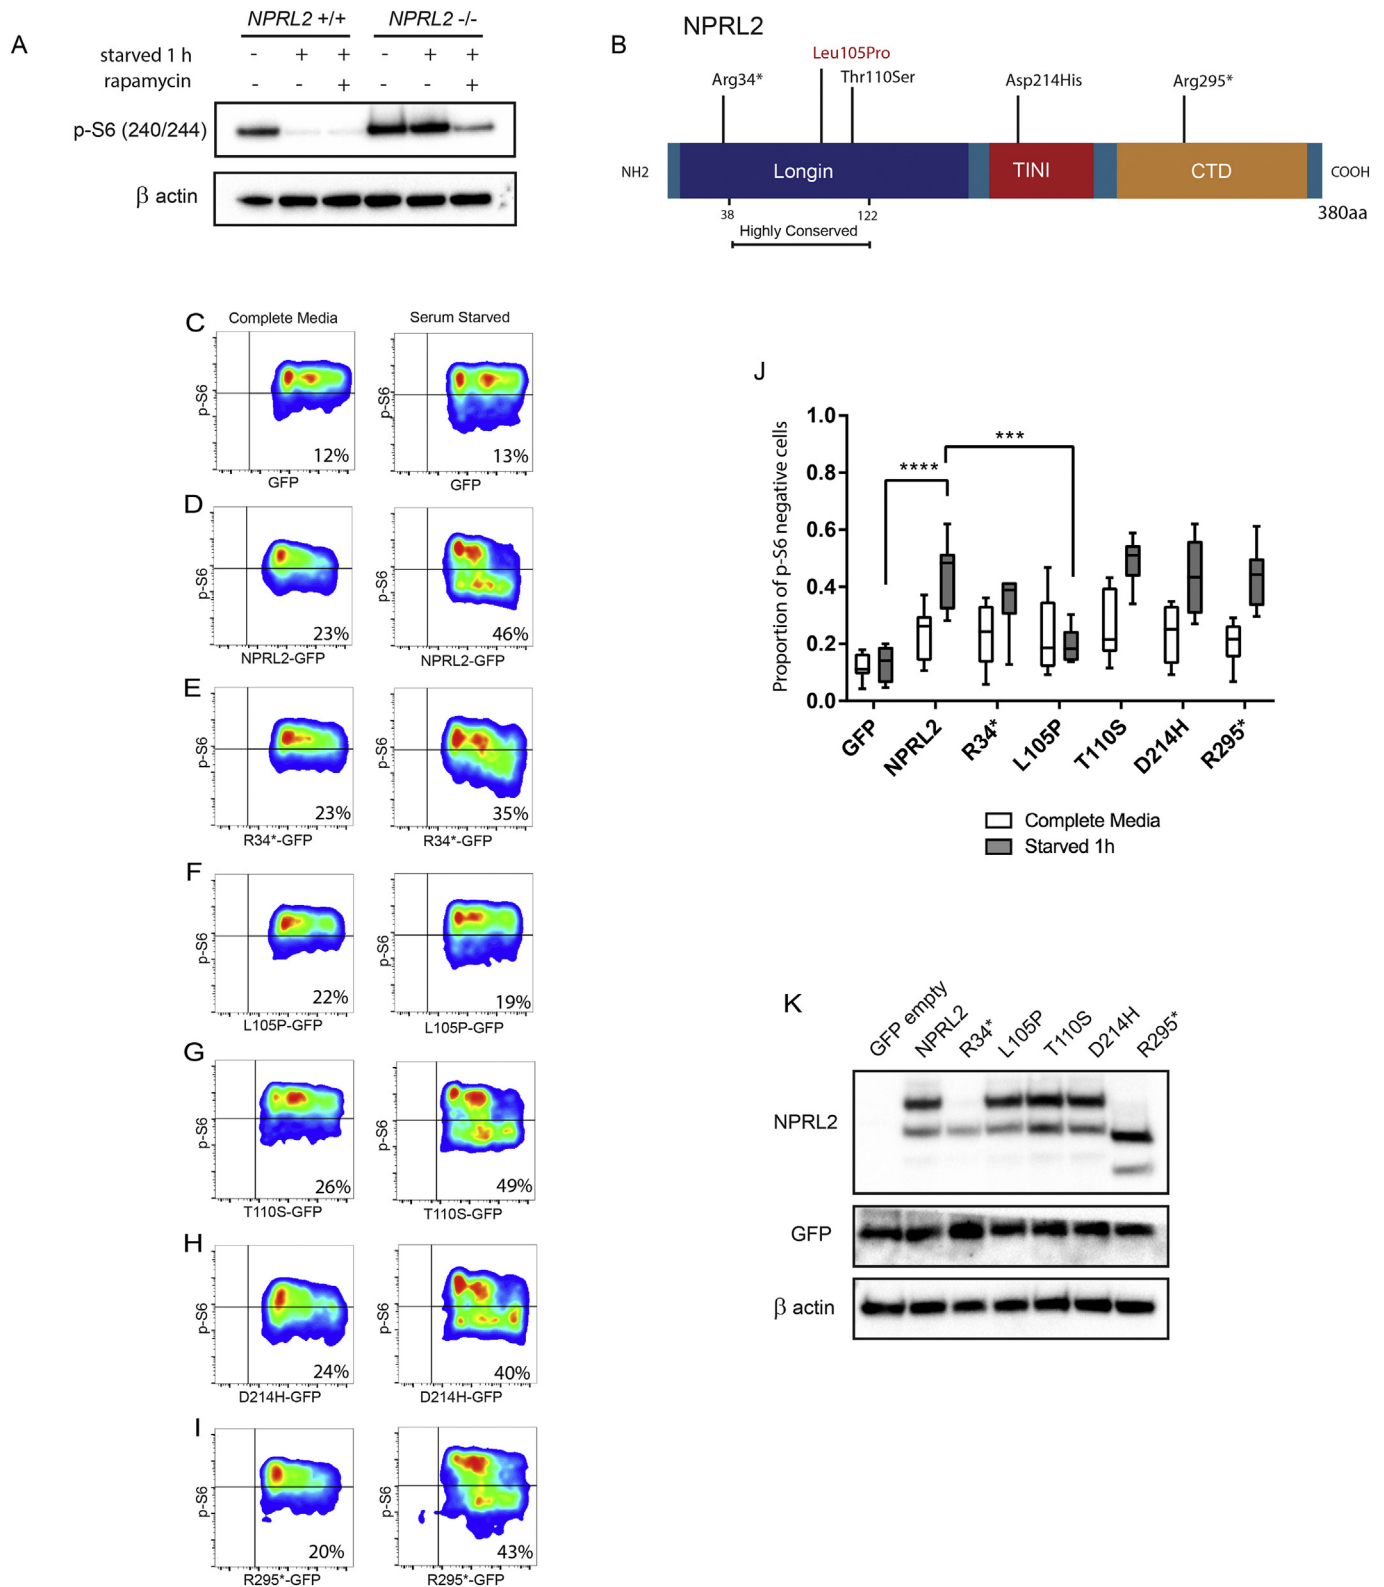 A
NPRL2 +/+ NPRL2 -/-
starved 1 h - + + - + +
rapamycin - - + - - +
p-S6 (240/244)
β actin
B
NPRL2
Leu105Pro
Arg34* Thr110Ser Asp214His Arg295*
NH2 Longin TINI CTD COOH
38 122 380aa
Highly Conserved
C
Complete Media Serum Starved
p-S6 12% p-S6 13%
GFP GFP
D
p-S6 23% p-S6 46%
NPRL2-GFP NPRL2-GFP
E
p-S6 23% p-S6 35%
R34*-GFP R34*-GFP
F
p-S6 22% p-S6 19%
L105P-GFP L105P-GFP
G
p-S6 26% p-S6 49%
T110S-GFP T110S-GFP
H
p-S6 24% p-S6 40%
D214H-GFP D214H-GFP
I
p-S6 20% p-S6 43%
R295*-GFP R295*-GFP
J
Proportion of p-S6 negative cells
1.0
0.8
0.6
0.4
0.2
0.0
**** ***
GFP NPRL2 R34* L105P T110S D214H R295*
Complete Media
Starved 1h
K
GFP empty NPRL2 R34* L105P T110S D214H R295*
NPRL2
GFP
β actin